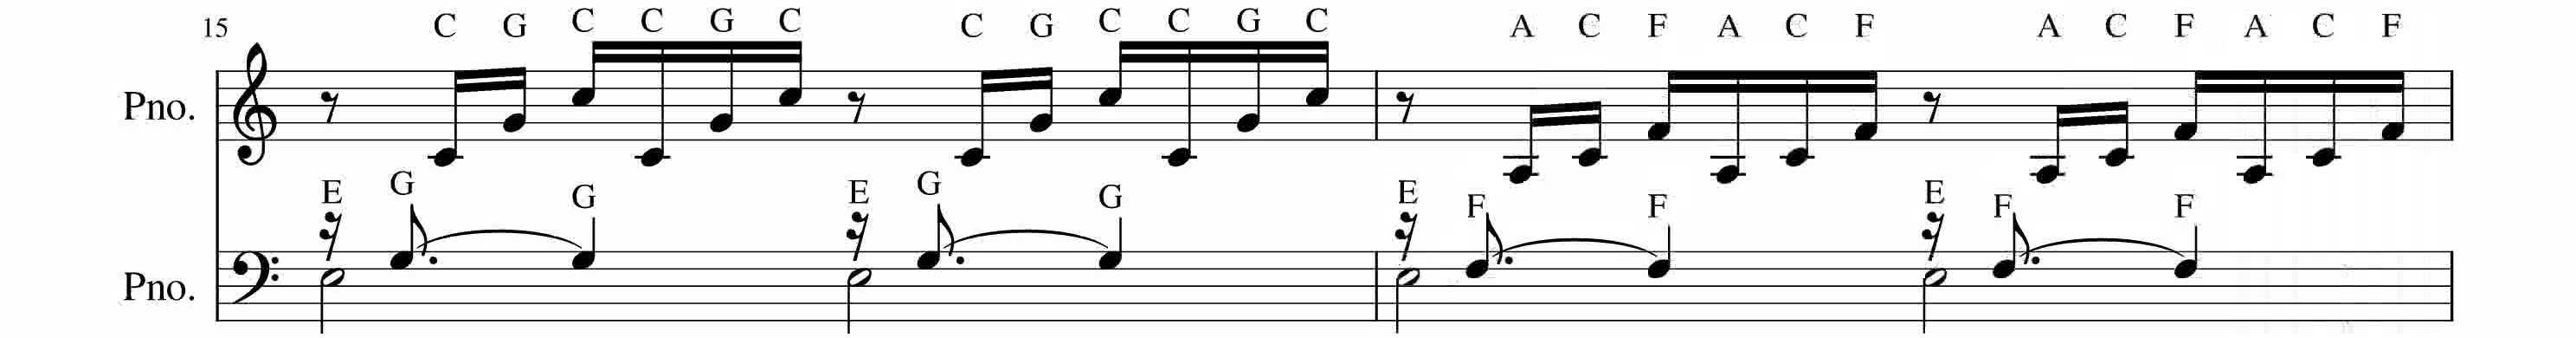 15 C G C C G C C G C C G C A C F A C F A C F A C F
Pno.
E G G E G G E F F E F F
Pno.